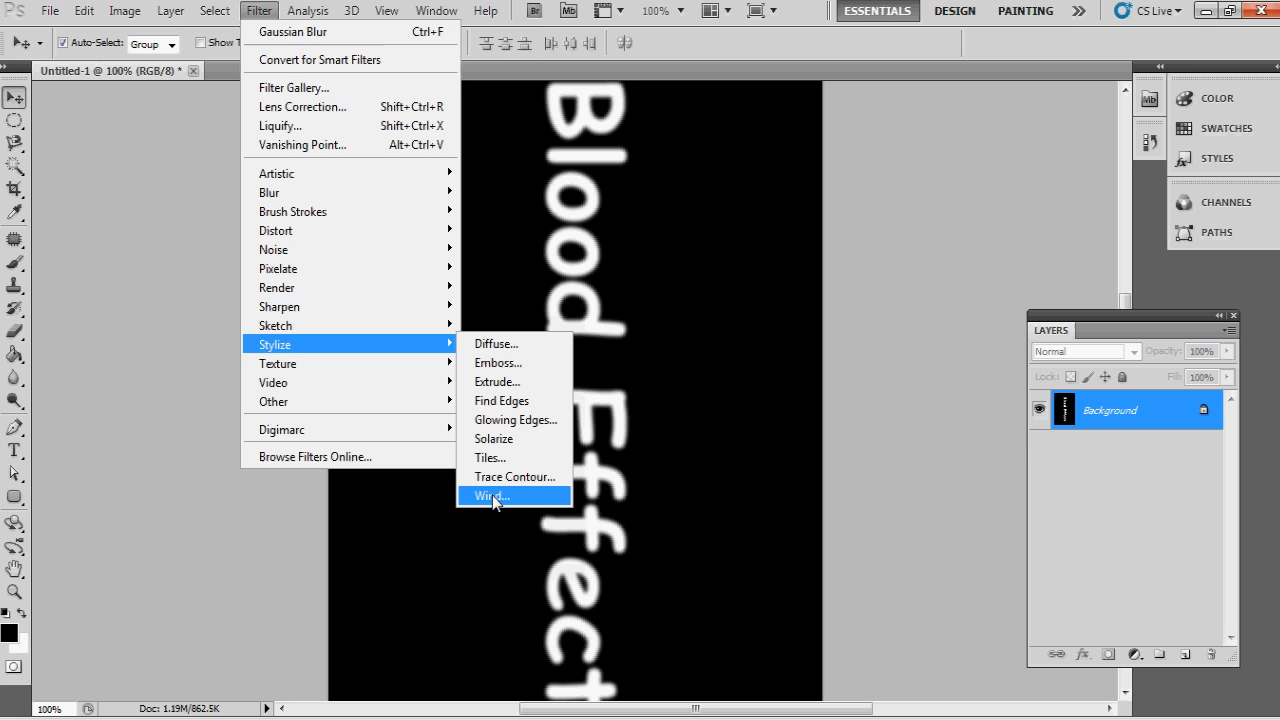 Ps File Edit Image Layer Select Filter Analysis 3D View Window Help Br Mb 100% ESSENTIALS DESIGN PAINTING CS Live
Auto-Select: Group Show T
Untitled-1 @ 100% (RGB/8) *
Gaussian Blur Ctrl+F
Convert for Smart Filters
Filter Gallery...
Lens Correction... Shift+Ctrl+R
Liquify... Shift+Ctrl+X
Vanishing Point... Alt+Ctrl+V
Artistic
Blur
Brush Strokes
Distort
Noise
Pixelate
Render
Sharpen
Sketch
Stylize
Texture
Video
Other
Digimarc
Browse Filters Online...
Diffuse...
Emboss...
Extrude...
Find Edges
Glowing Edges...
Solarize
Tiles...
Trace Contour...
Wind...
Blood Effect
Mb
COLOR
SWATCHES
STYLES
CHANNELS
PATHS
LAYERS
Normal Opacity: 100%
Lock: Fill: 100%
Background
100% Doc: 1.19M/862.5K